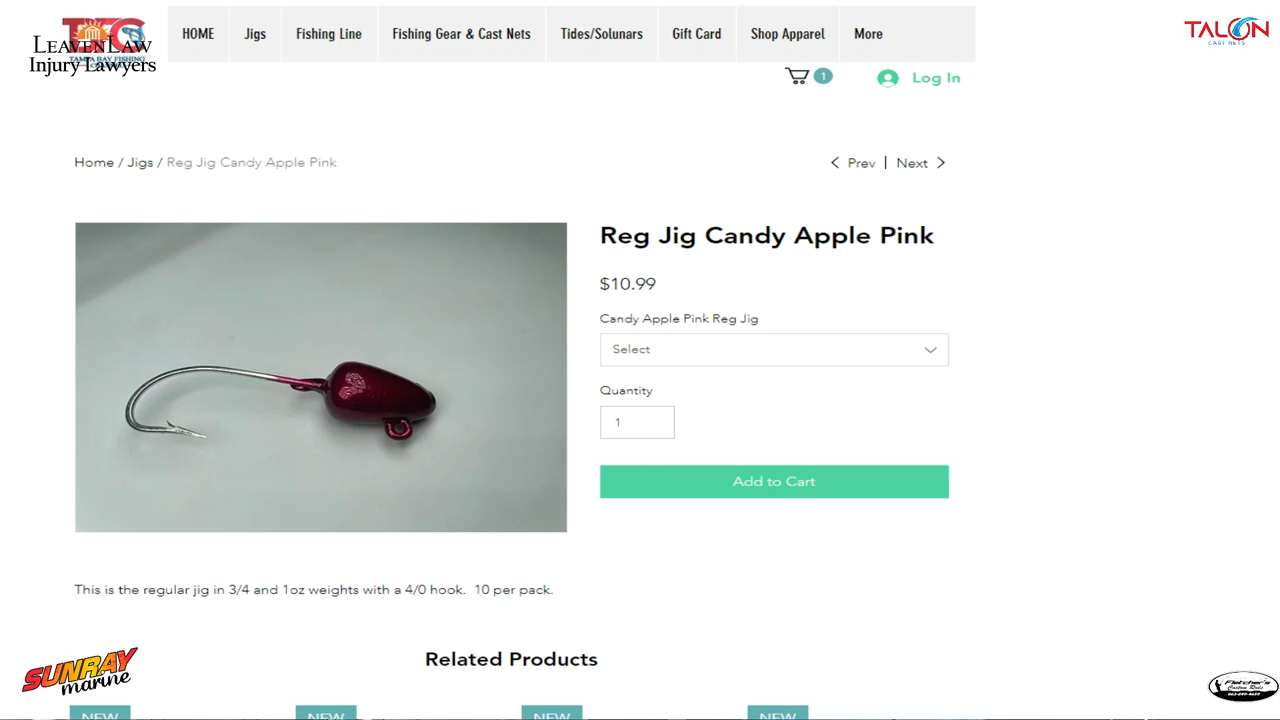 LEAVENLAW
Injury Lawyers
HOME
Jigs
Fishing Line
Fishing Gear & Cast Nets
Tides/Solunars
Gift Card
Shop Apparel
More
TALON
CAST NETS
1
Log In
Home / Jigs / Reg Jig Candy Apple Pink
Prev | Next
Reg Jig Candy Apple Pink
$10.99
Candy Apple Pink Reg Jig
Select
Quantity
1
Add to Cart
This is the regular jig in 3/4 and 1oz weights with a 4/0 hook. 10 per pack.
SUNRAY
marine
Related Products
Fletcher's
Custom Rods
NEW
NEW
NEW
NEW